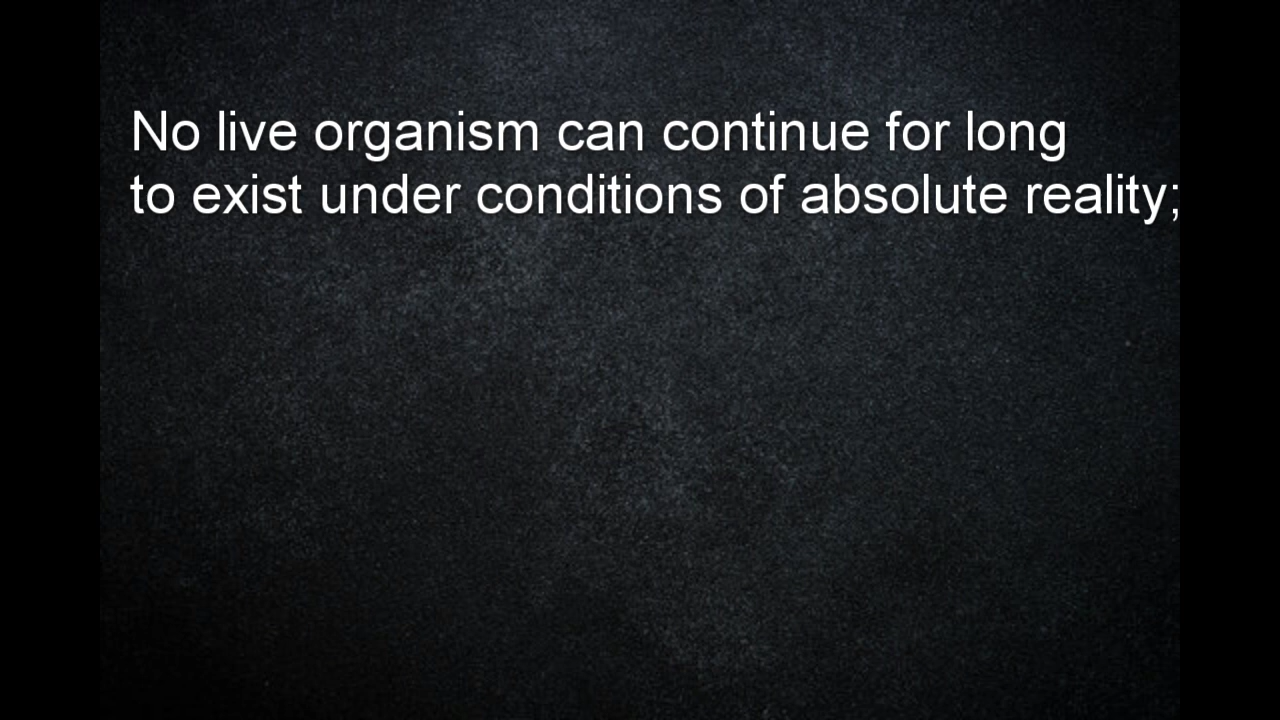 No live organism can continue for long
to exist under conditions of absolute reality;